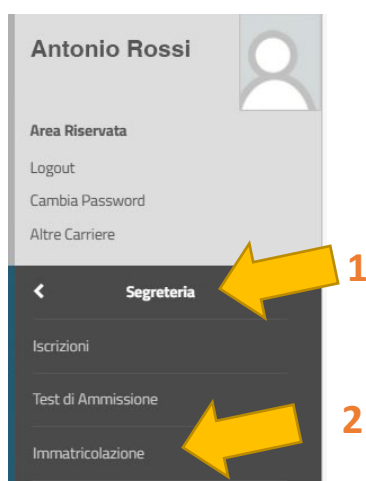 Antonio Rossi
Area Riservata
Logout
Cambia Password
Altre Carriere
1
Segreteria
Iscrizioni
Test di Ammissione
2
Immatricolazione